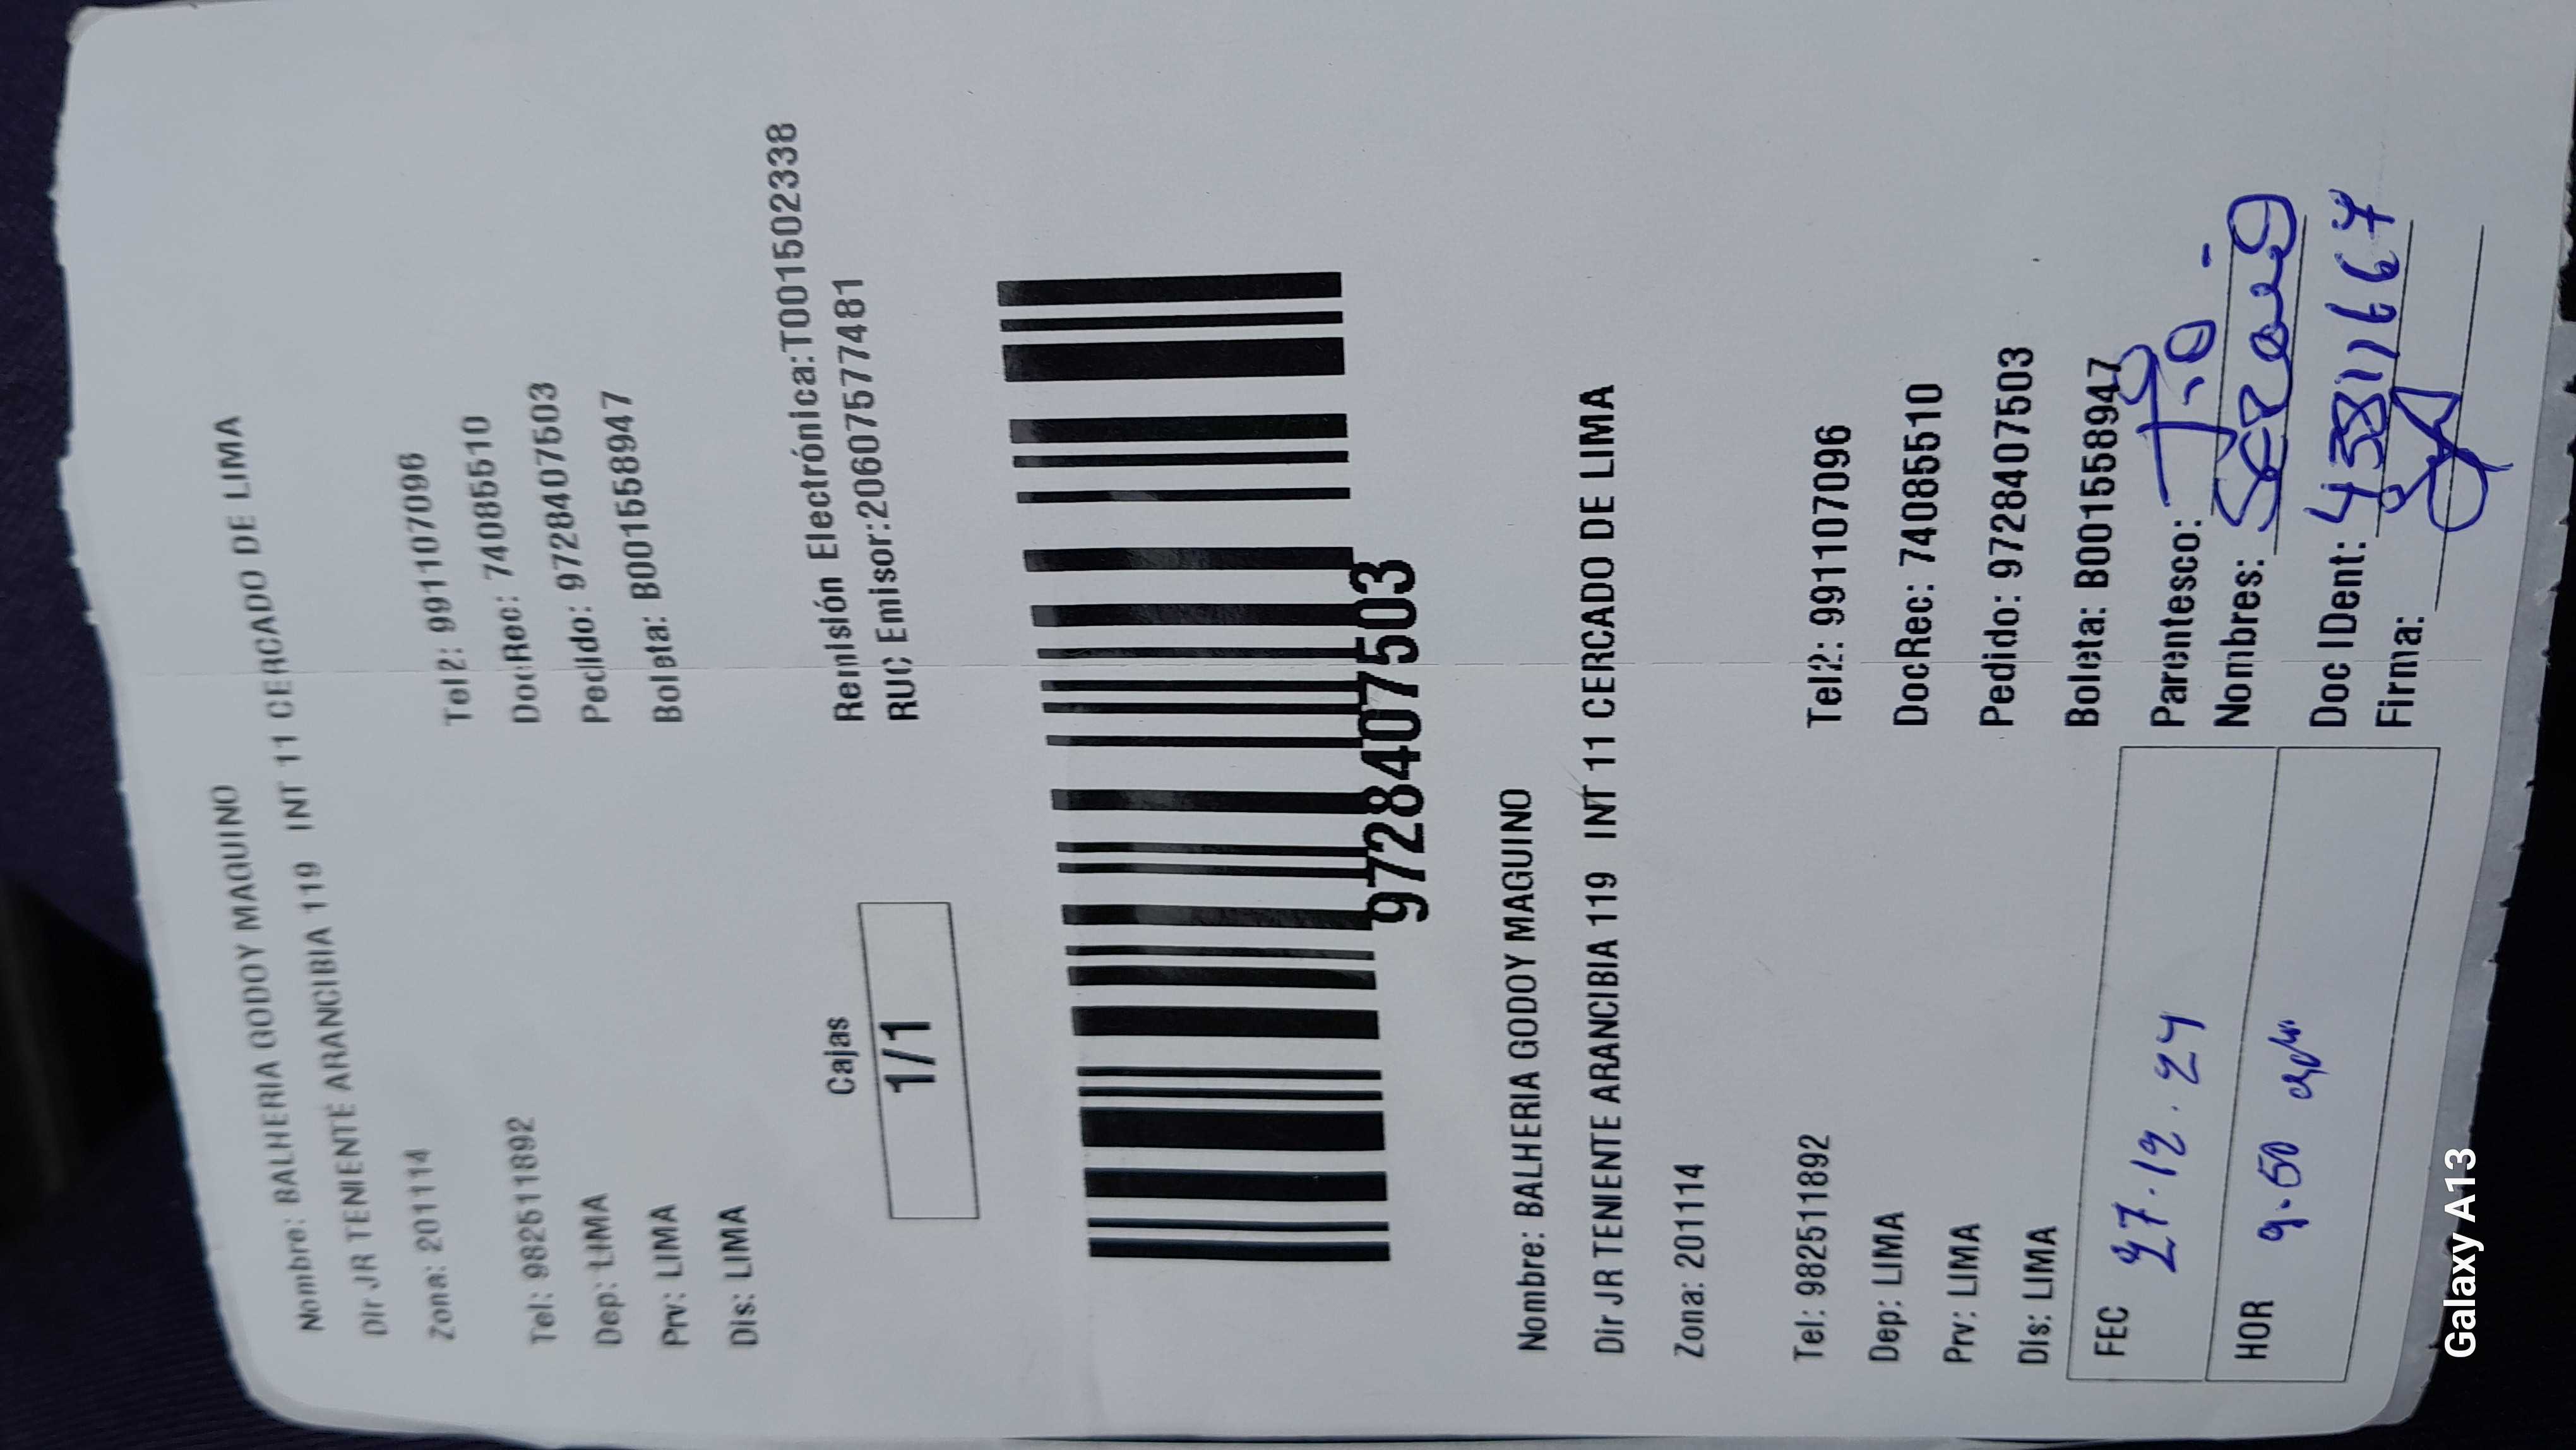 Nombre: BALHERIA GODOY MAQUINO
Dir JR TENIENTE ARANCIBIA 119 INT 11 CERCADO DE LIMA
Zona: 201114
Tel: 982511892 Tel2: 991107096
Dep: LIMA DocRec: 74085510
Prv: LIMA Pedido: 9728407503
Dis: LIMA Boleta: B001558947
Cajas
1/1
Remisión Electrónica:T001502338
RUC Emisor:20607577481
9728407503
Nombre: BALHERIA GODOY MAGUINO
Dir JR TENIENTE ARANCIBIA 119 INT 11 CERCADO DE LIMA
Zona: 201114
Tel: 982511892 Tel2: 991107096
Dep: LIMA DocRec: 74085510
Prv: LIMA Pedido: 9728407503
Dis: LIMA Boleta: B001558947
FEC 27.12.24
HOR 9.50
Parentesco: Tio
Nombres:
Doc IDent: 43811667
Firma:
Galaxy A13